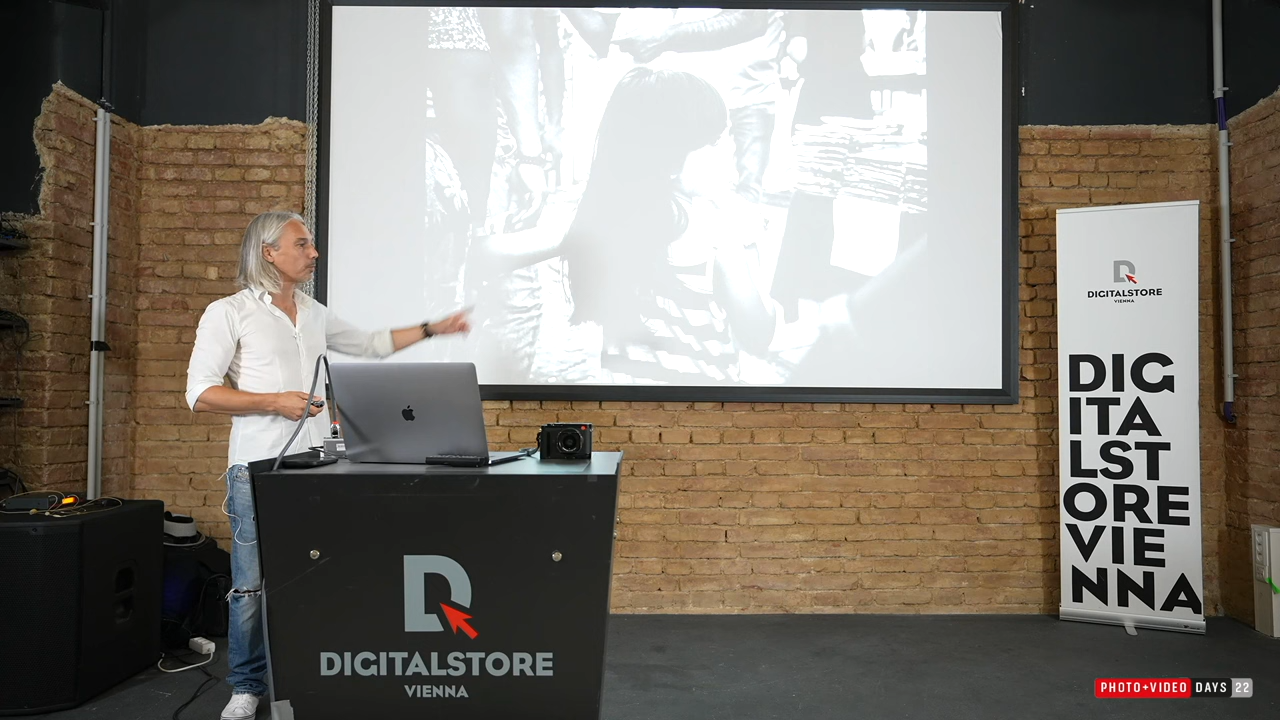 DIGITALSTORE
VIENNA
DIG
ITA
LST
ORE
VIE
NNA
DIGITALSTORE
VIENNA
PHOTO+VIDEO DAYS 22